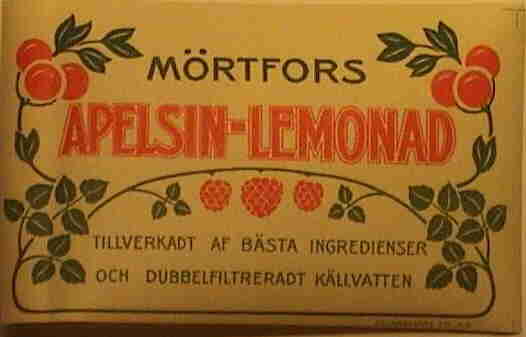 MÖRTFORS
APELSIN-LEMONAD
TILLVERKADT AF BÄSTA INGREDIENSER
OCH DUBBELFILTRERADT KÄLLVATTEN